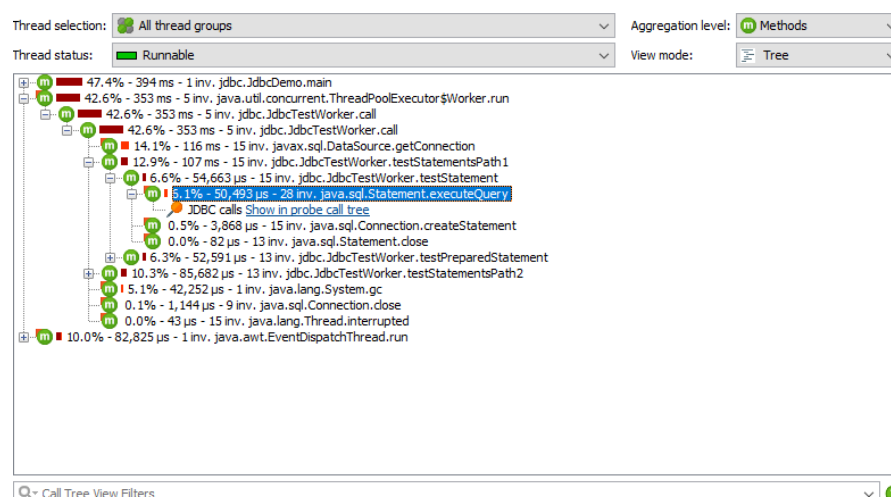 Thread selection: All thread groups Aggregation level: Methods
Thread status: Runnable View mode: Tree
47.4% - 394 ms - 1 inv. jdbc.JdbcDemo.main
42.6% - 353 ms - 5 inv. java.util.concurrent.ThreadPoolExecutor$Worker.run
42.6% - 353 ms - 5 inv. jdbc.JdbcTestWorker.call
42.6% - 353 ms - 5 inv. jdbc.JdbcTestWorker.call
14.1% - 116 ms - 15 inv. javax.sql.DataSource.getConnection
12.9% - 107 ms - 15 inv. jdbc.JdbcTestWorker.testStatementsPath1
6.6% - 54,663 µs - 15 inv. jdbc.JdbcTestWorker.testStatement
6.1% - 50,493 µs - 28 inv. java.sql.Statement.executeQuery
JDBC calls Show in probe call tree
0.5% - 3,868 µs - 15 inv. java.sql.Connection.createStatement
0.0% - 82 µs - 13 inv. java.sql.Statement.close
6.3% - 52,591 µs - 13 inv. jdbc.JdbcTestWorker.testPreparedStatement
10.3% - 85,682 µs - 13 inv. jdbc.JdbcTestWorker.testStatementsPath2
5.1% - 42,252 µs - 1 inv. java.lang.System.gc
0.1% - 1,144 µs - 9 inv. java.sql.Connection.close
0.0% - 43 µs - 15 inv. java.lang.Thread.interrupted
10.0% - 82,825 µs - 1 inv. java.awt.EventDispatchThread.run
Call Tree View Filters